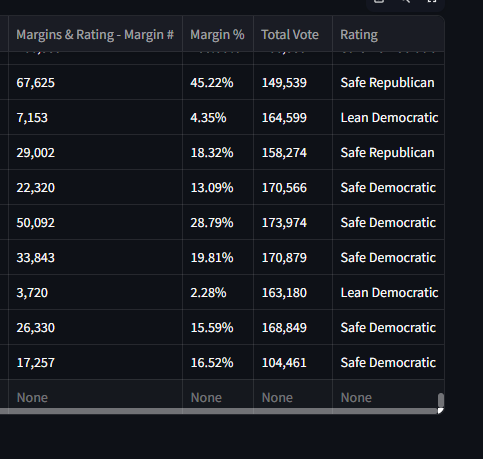 Margins & Rating - Margin # Margin % Total Vote Rating
67,625 45.22% 149,539 Safe Republican
7,153 4.35% 164,599 Lean Democratic
29,002 18.32% 158,274 Safe Republican
22,320 13.09% 170,566 Safe Democratic
50,092 28.79% 173,974 Safe Democratic
33,843 19.81% 170,879 Safe Democratic
3,720 2.28% 163,180 Lean Democratic
26,330 15.59% 168,849 Safe Democratic
17,257 16.52% 104,461 Safe Democratic
None None None None